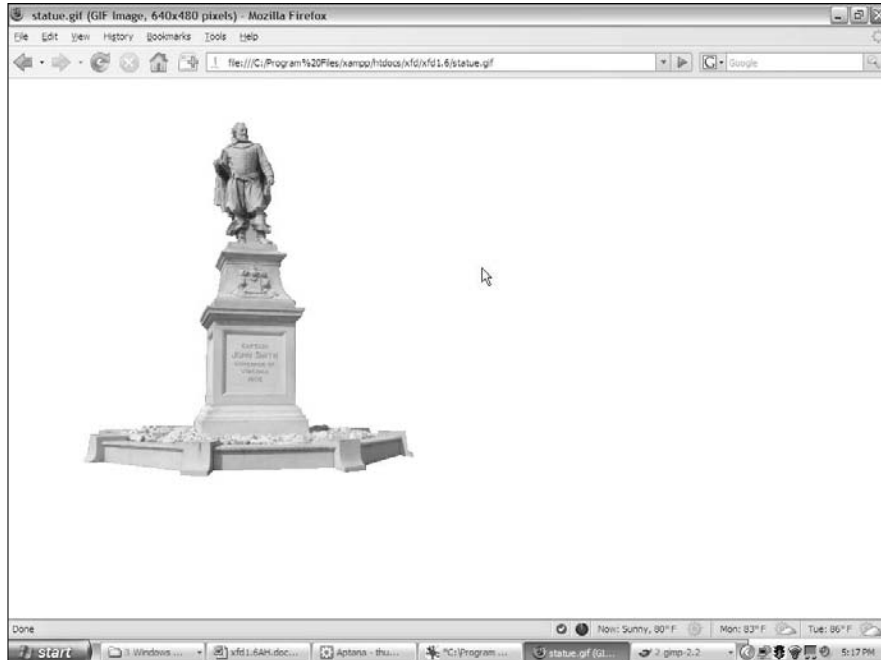 statue.gif (GIF Image, 640x480 pixels) - Mozilla Firefox
File Edit View History Bookmarks Tools Help
file:///C:/Program%20Files/xampp/htdocs/xfd/xfd1.6/statue.gif
Google
CAPTAIN
JOHN SMITH
GOVERNOR OF
VIRGINIA
1608
Done
Now: Sunny, 80° F
Mon: 83° F
Tue: 86° F
start
3 Windows ...
xfd1.6AH.doc...
Aptana - thu...
"C:\Program ...
statue.gif (GI...
2 gimp-2.2
5:17 PM